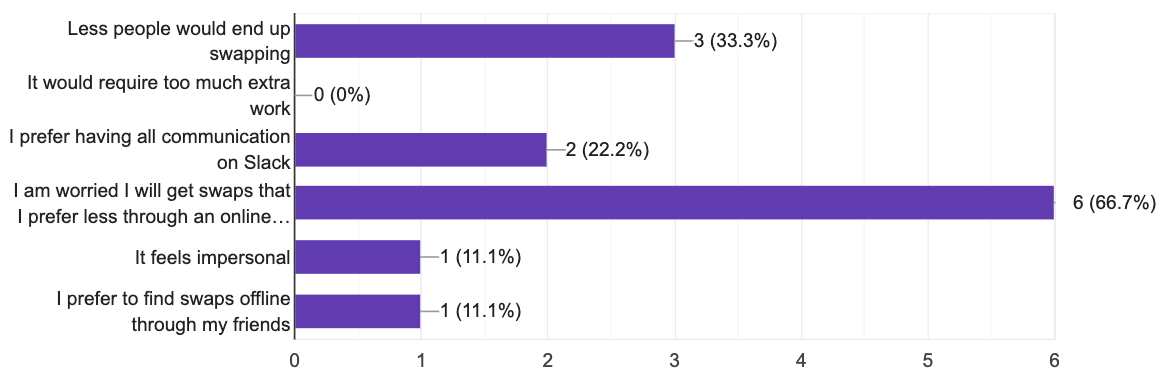 Less people would end up
swapping
3 (33.3%)
It would require too much extra
work
0 (0%)
I prefer having all communication
on Slack
2 (22.2%)
I am worried I will get swaps that
I prefer less through an online…
6 (66.7%)
It feels impersonal
1 (11.1%)
I prefer to find swaps offline
through my friends
1 (11.1%)
0 1 2 3 4 5 6